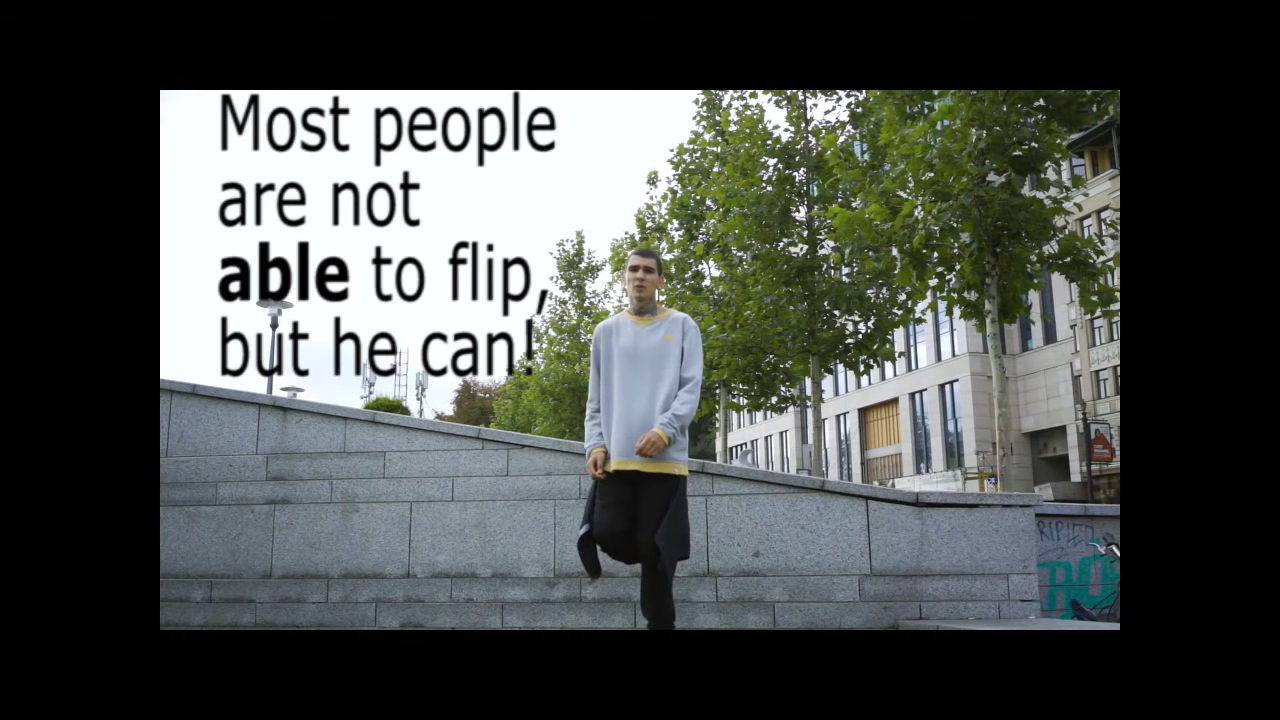 Most people
are not
able to flip,
but he can!